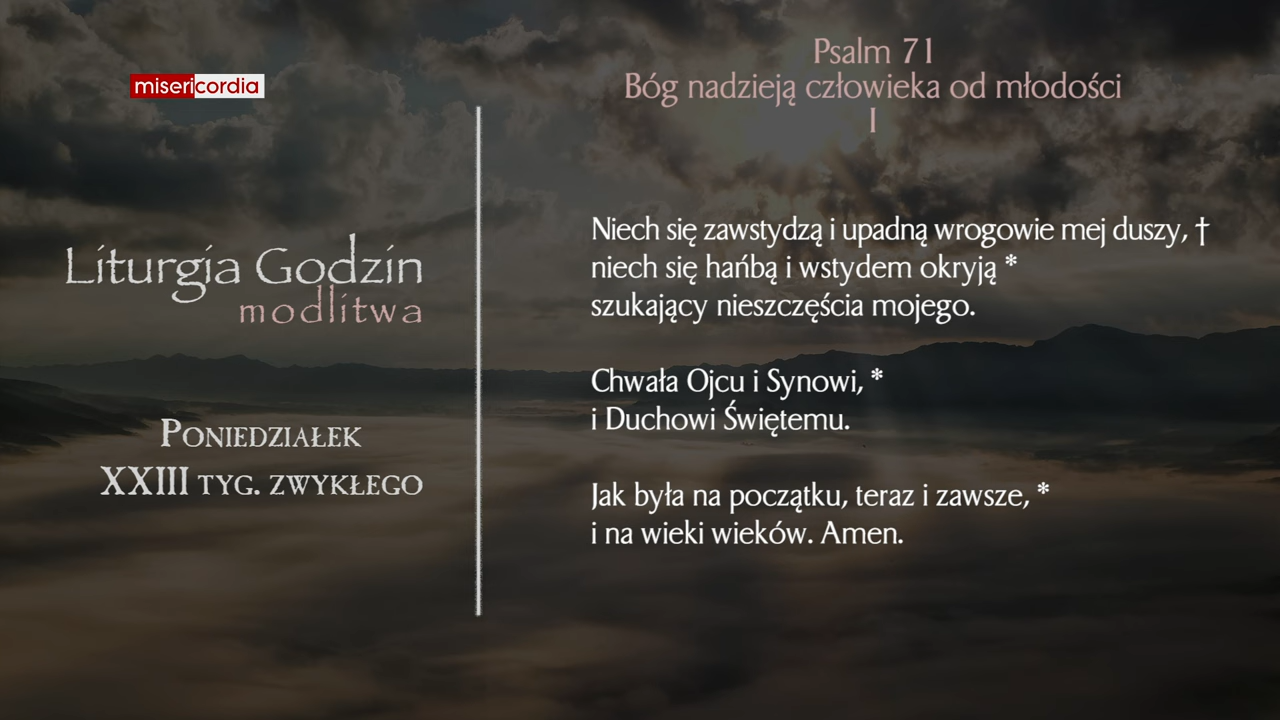 misericordia
Liturgia Godzin
modlitwa
Poniedziałek
XXIII tyg. zwykłego
Psalm 71
Bóg nadzieją człowieka od młodości
I
Niech się zawstydzą i upadną wrogowie mej duszy, †
niech się hańbą i wstydem okryją *
szukający nieszczęścia mojego.
Chwała Ojcu i Synowi, *
i Duchowi Świętemu.
Jak była na początku, teraz i zawsze, *
i na wieki wieków. Amen.